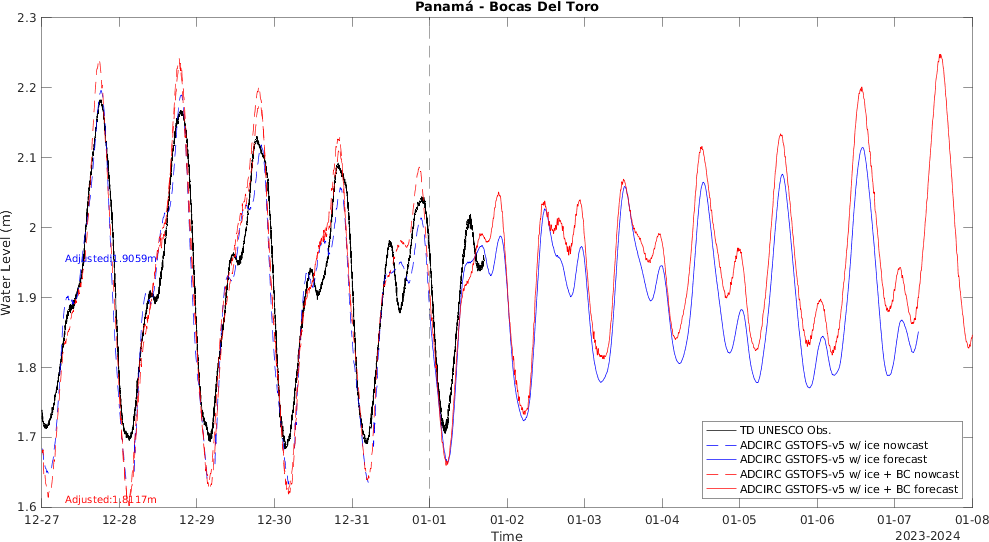 Panamá - Bocas Del Toro
Water Level (m)
2.3
2.2
2.1
2
1.9
1.8
1.7
1.6
Adjusted:1.9059m
Adjusted:1.8117m
TD UNESCO Obs.
ADCIRC GSTOFS-v5 w/ ice nowcast
ADCIRC GSTOFS-v5 w/ ice forecast
ADCIRC GSTOFS-v5 w/ ice + BC nowcast
ADCIRC GSTOFS-v5 w/ ice + BC forecast
12-27 12-28 12-29 12-30 12-31 01-01 01-02 01-03 01-04 01-05 01-06 01-07 01-08
Time
2023-2024